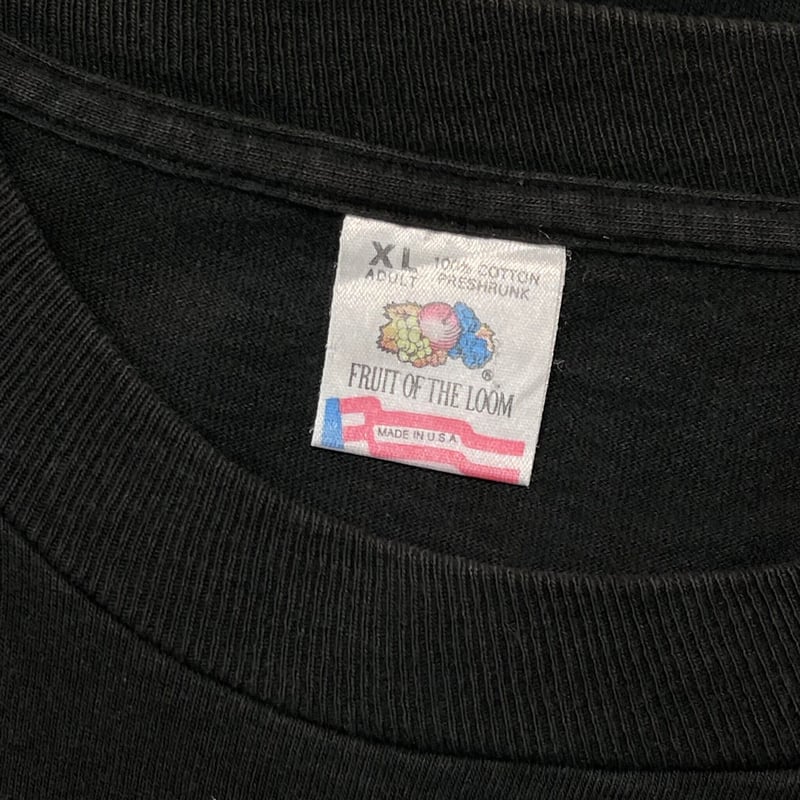 XL 100% COTTON
ADULT PRESHRUNK
®
FRUIT OF THE LOOM
MADE IN U.S.A.